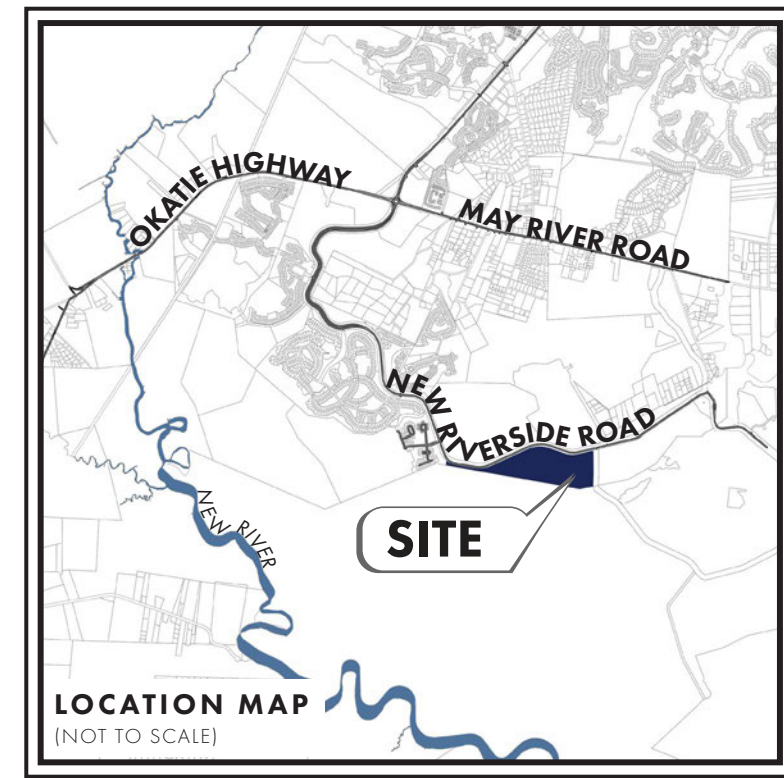 OKATIE HIGHWAY
MAY RIVER ROAD
NEW RIVERSIDE ROAD
NEW RIVER
SITE
LOCATION MAP
(NOT TO SCALE)